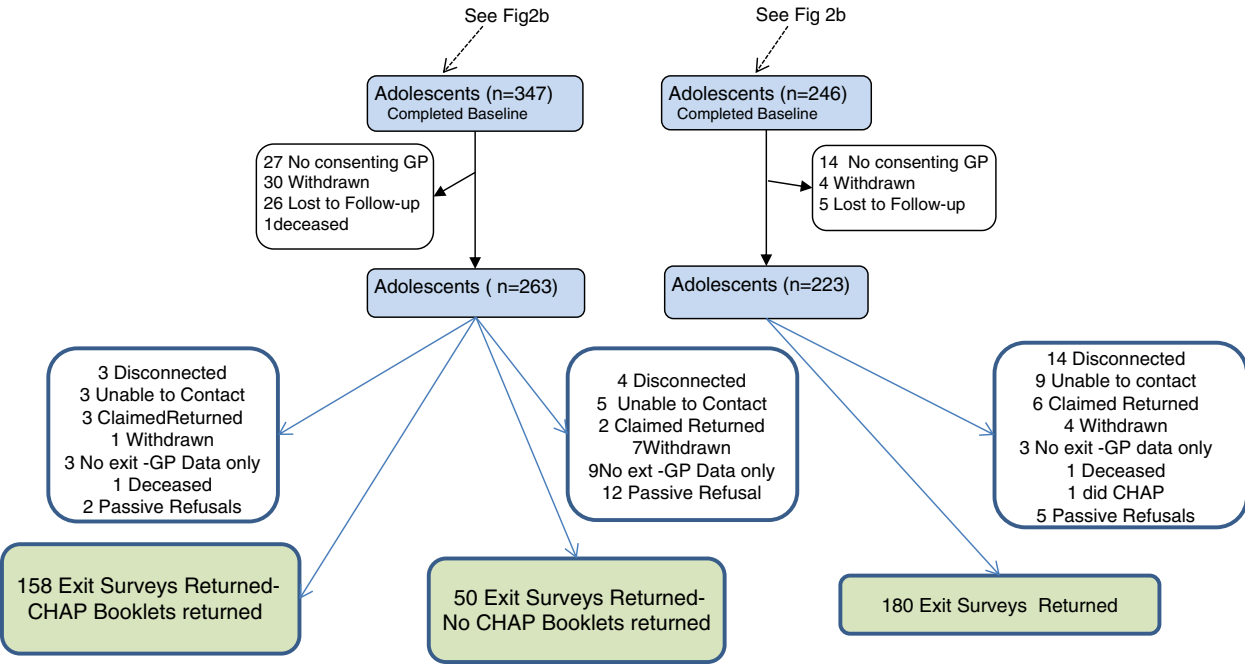 See Fig2b
See Fig 2b
Adolescents (n=347)
Completed Baseline
Adolescents (n=246)
Completed Baseline
27 No consenting GP
30 Withdrawn
26 Lost to Follow-up
1deceased
14 No consenting GP
4 Withdrawn
5 Lost to Follow-up
Adolescents ( n=263)
Adolescents (n=223)
3 Disconnected
3 Unable to Contact
3 ClaimedReturned
1 Withdrawn
3 No exit -GP Data only
1 Deceased
2 Passive Refusals
4 Disconnected
5 Unable to Contact
2 Claimed Returned
7Withdrawn
9No ext -GP Data only
12 Passive Refusal
14 Disconnected
9 Unable to contact
6 Claimed Returned
4 Withdrawn
3 No exit -GP data only
1 Deceased
1 did CHAP
5 Passive Refusals
158 Exit Surveys Returned-
CHAP Booklets returned
50 Exit Surveys Returned-
No CHAP Booklets returned
180 Exit Surveys Returned